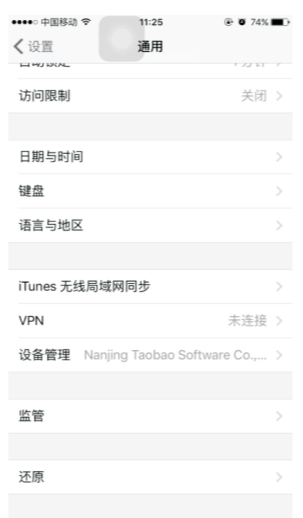 中国移动 11:25 74%
设置 通用
访问限制 关闭
日期与时间
键盘
语言与地区
iTunes 无线局域网同步
VPN 未连接
设备管理 Nanjing Taobao Software Co.,...
监管
还原